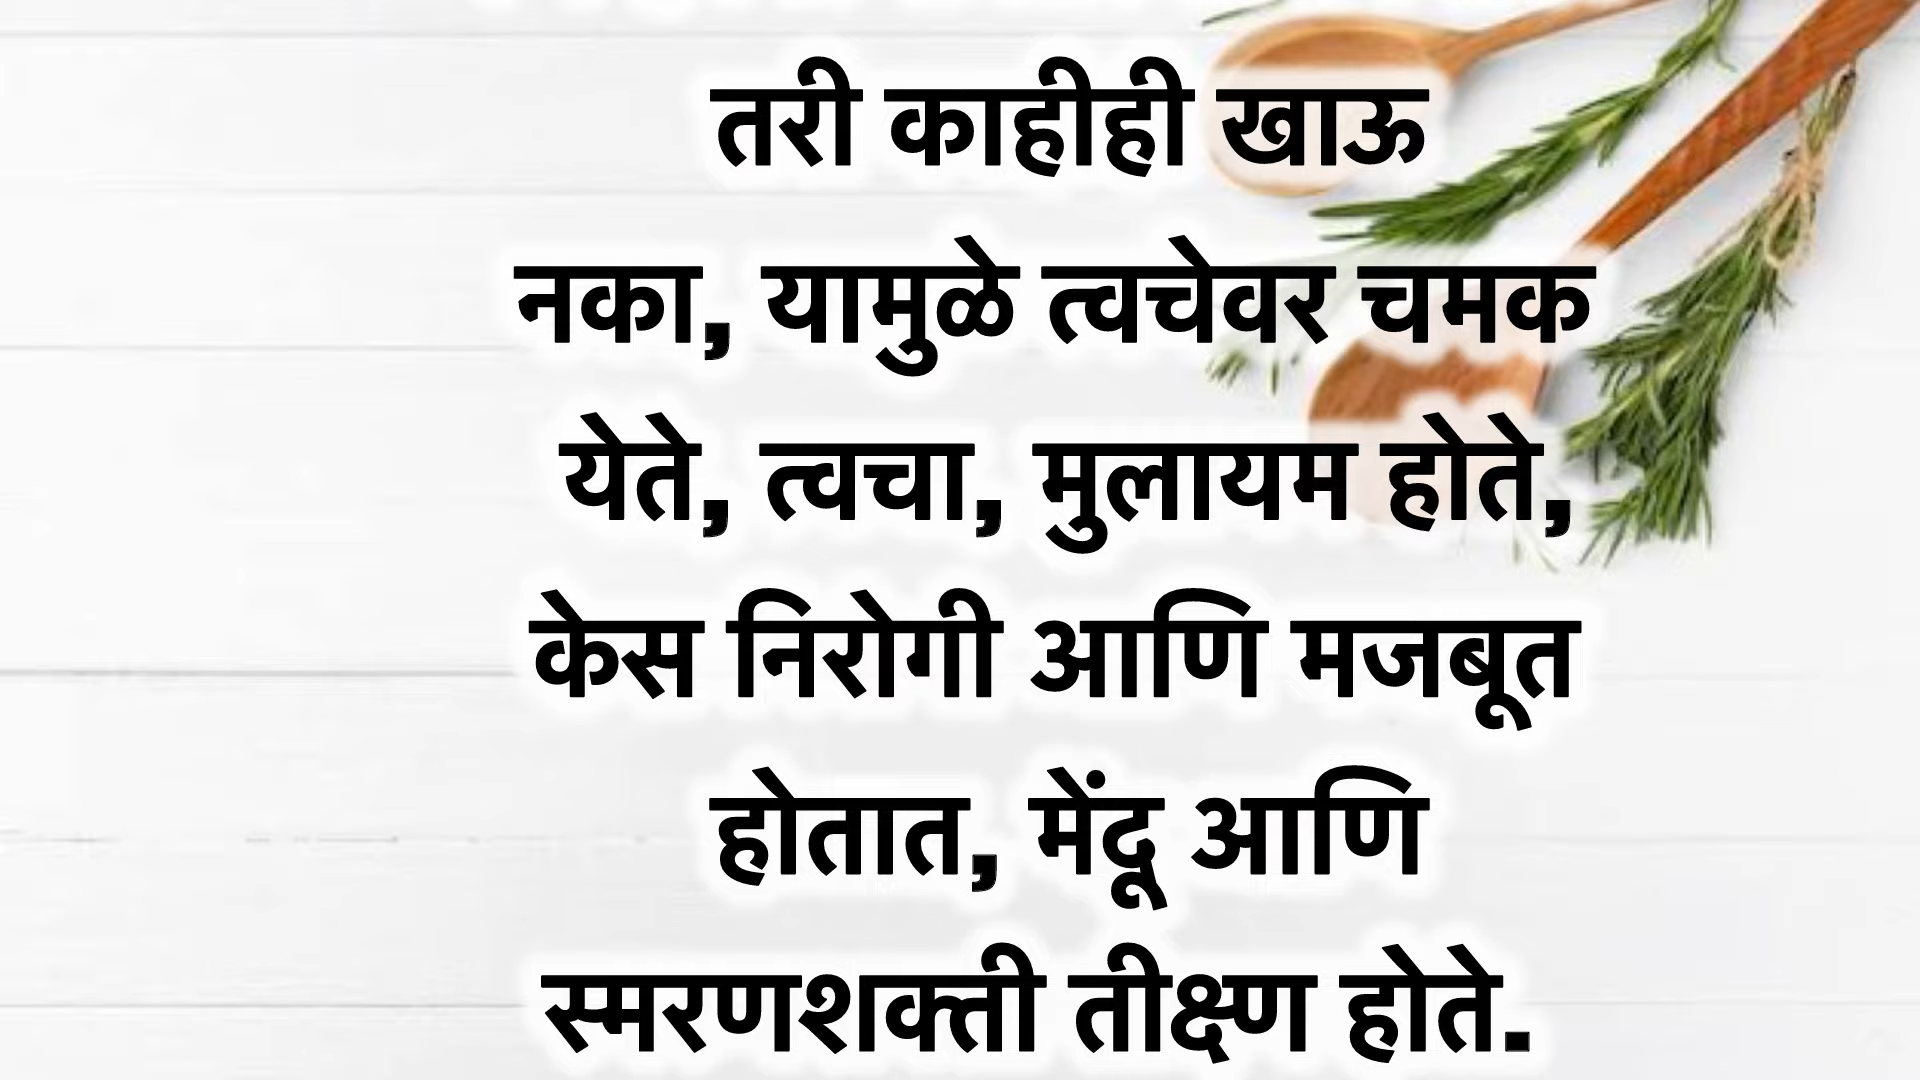 तरी काहीही खाऊ
नका, यामुळे त्वचेवर चमक
येते, त्वचा, मुलायम होते,
केस निरोगी आणि मजबूत
होतात, मेंदू आणि
स्मरणशक्ती तीक्ष्ण होते.